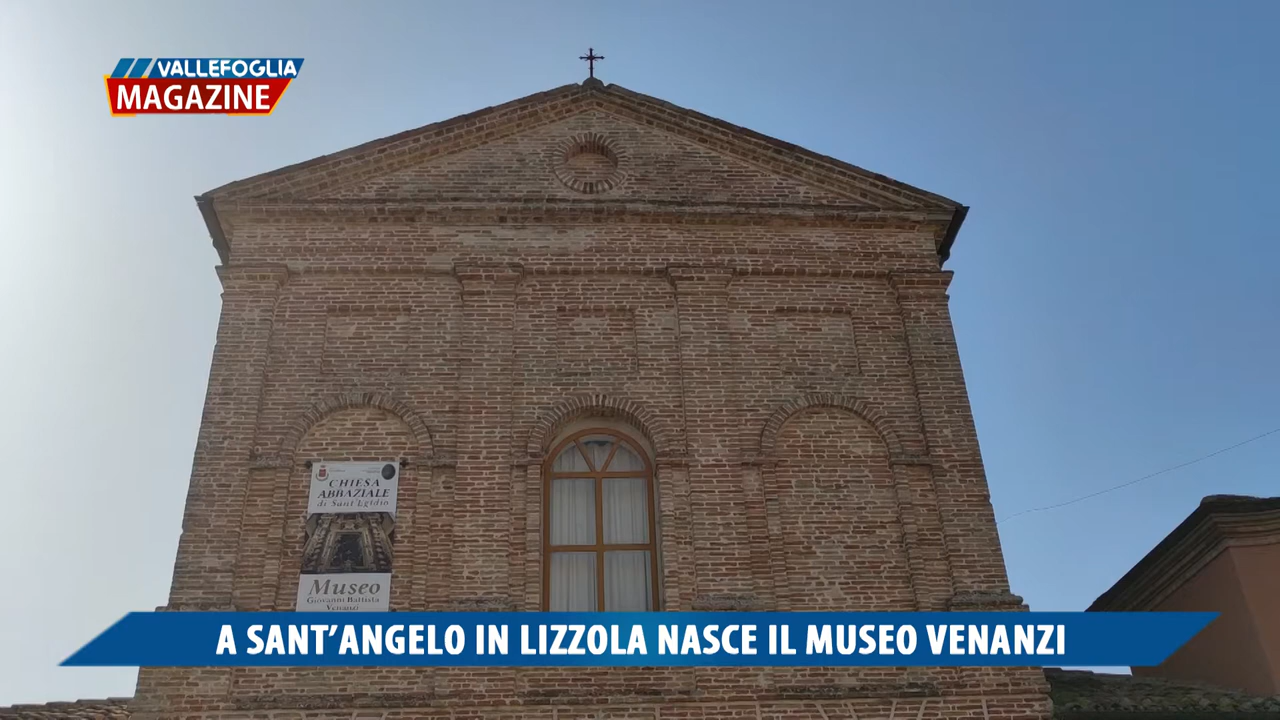 VALLEFOGLIA
MAGAZINE
CHIESA
ABBAZIALE
di Sant'Egidio
Museo
Giovanni Battista
Venanzi
A SANT'ANGELO IN LIZZOLA NASCE IL MUSEO VENANZI